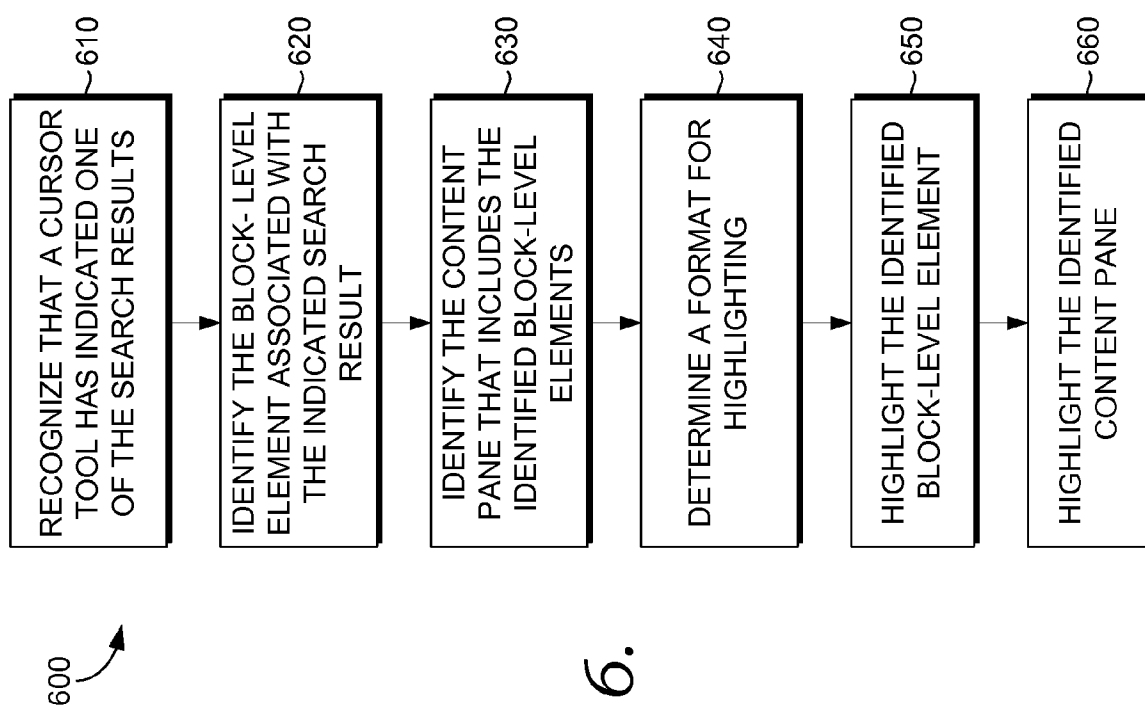 600
610
RECOGNIZE THAT A CURSOR
TOOL HAS INDICATED ONE
OF THE SEARCH RESULTS
620
IDENTIFY THE BLOCK- LEVEL
ELEMENT ASSOCIATED WITH
THE INDICATED SEARCH
RESULT
630
IDENTIFY THE CONTENT
PANE THAT INCLUDES THE
IDENTIFIED BLOCK-LEVEL
ELEMENTS
640
DETERMINE A FORMAT FOR
HIGHLIGHTING
650
HIGHLIGHT THE IDENTIFIED
BLOCK-LEVEL ELEMENT
660
HIGHLIGHT THE IDENTIFIED
CONTENT PANE
6.